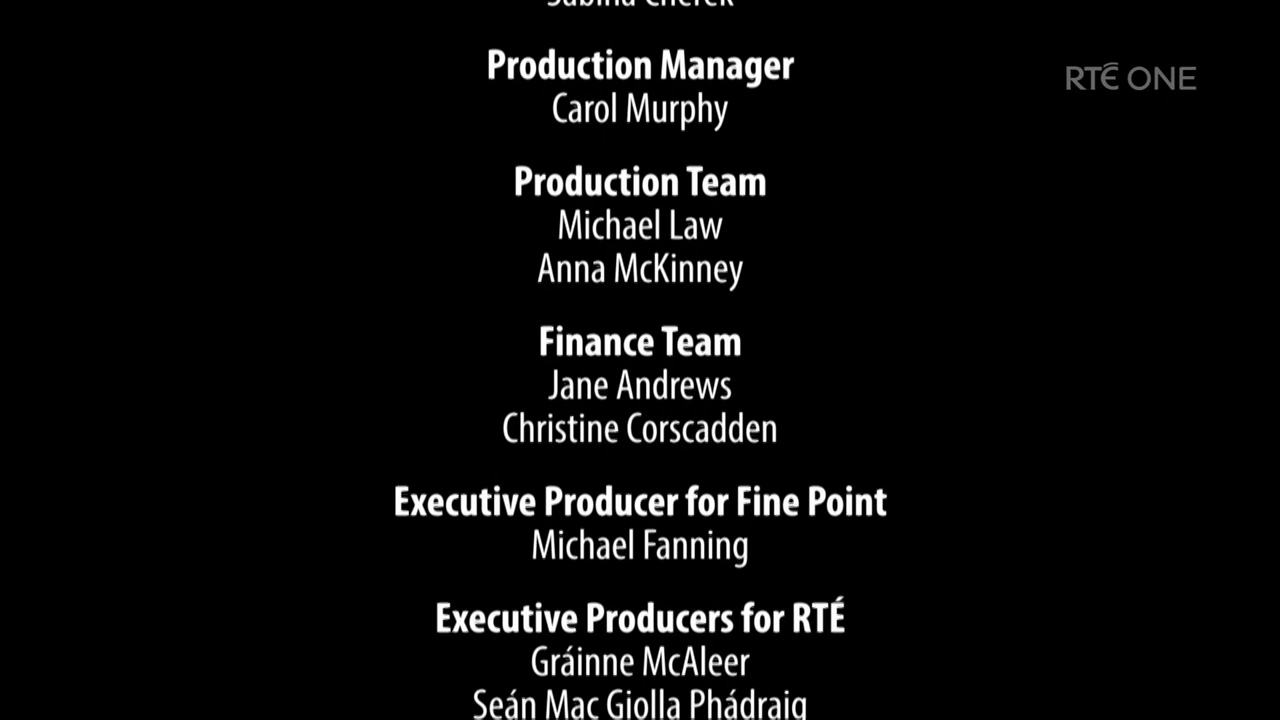 Production Manager
Carol Murphy
RTÉ ONE
Production Team
Michael Law
Anna McKinney
Finance Team
Jane Andrews
Christine Corscadden
Executive Producer for Fine Point
Michael Fanning
Executive Producers for RTÉ
Gráinne McAleer
Seán Mac Giolla Phádraig